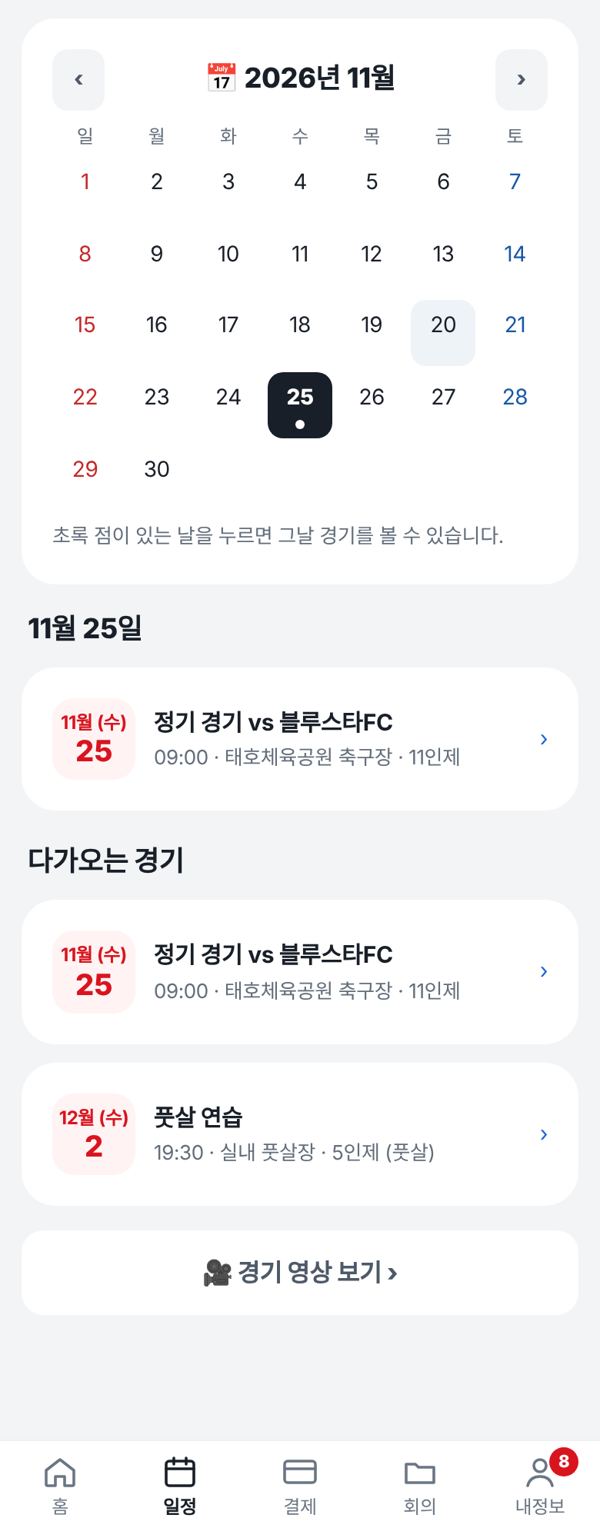 ‹ 📅 2026년 11월 ›
일 월 화 수 목 금 토
1 2 3 4 5 6 7
8 9 10 11 12 13 14
15 16 17 18 19 20 21
22 23 24 25 26 27 28
29 30
초록 점이 있는 날을 누르면 그날 경기를 볼 수 있습니다.
11월 25일
11월 (수)
25
정기 경기 vs 블루스타FC
09:00 · 태호체육공원 축구장 · 11인제
›
다가오는 경기
11월 (수)
25
정기 경기 vs 블루스타FC
09:00 · 태호체육공원 축구장 · 11인제
›
12월 (수)
2
풋살 연습
19:30 · 실내 풋살장 · 5인제 (풋살)
›
🎥 경기 영상 보기 ›
8
홈 일정 결제 회의 내정보